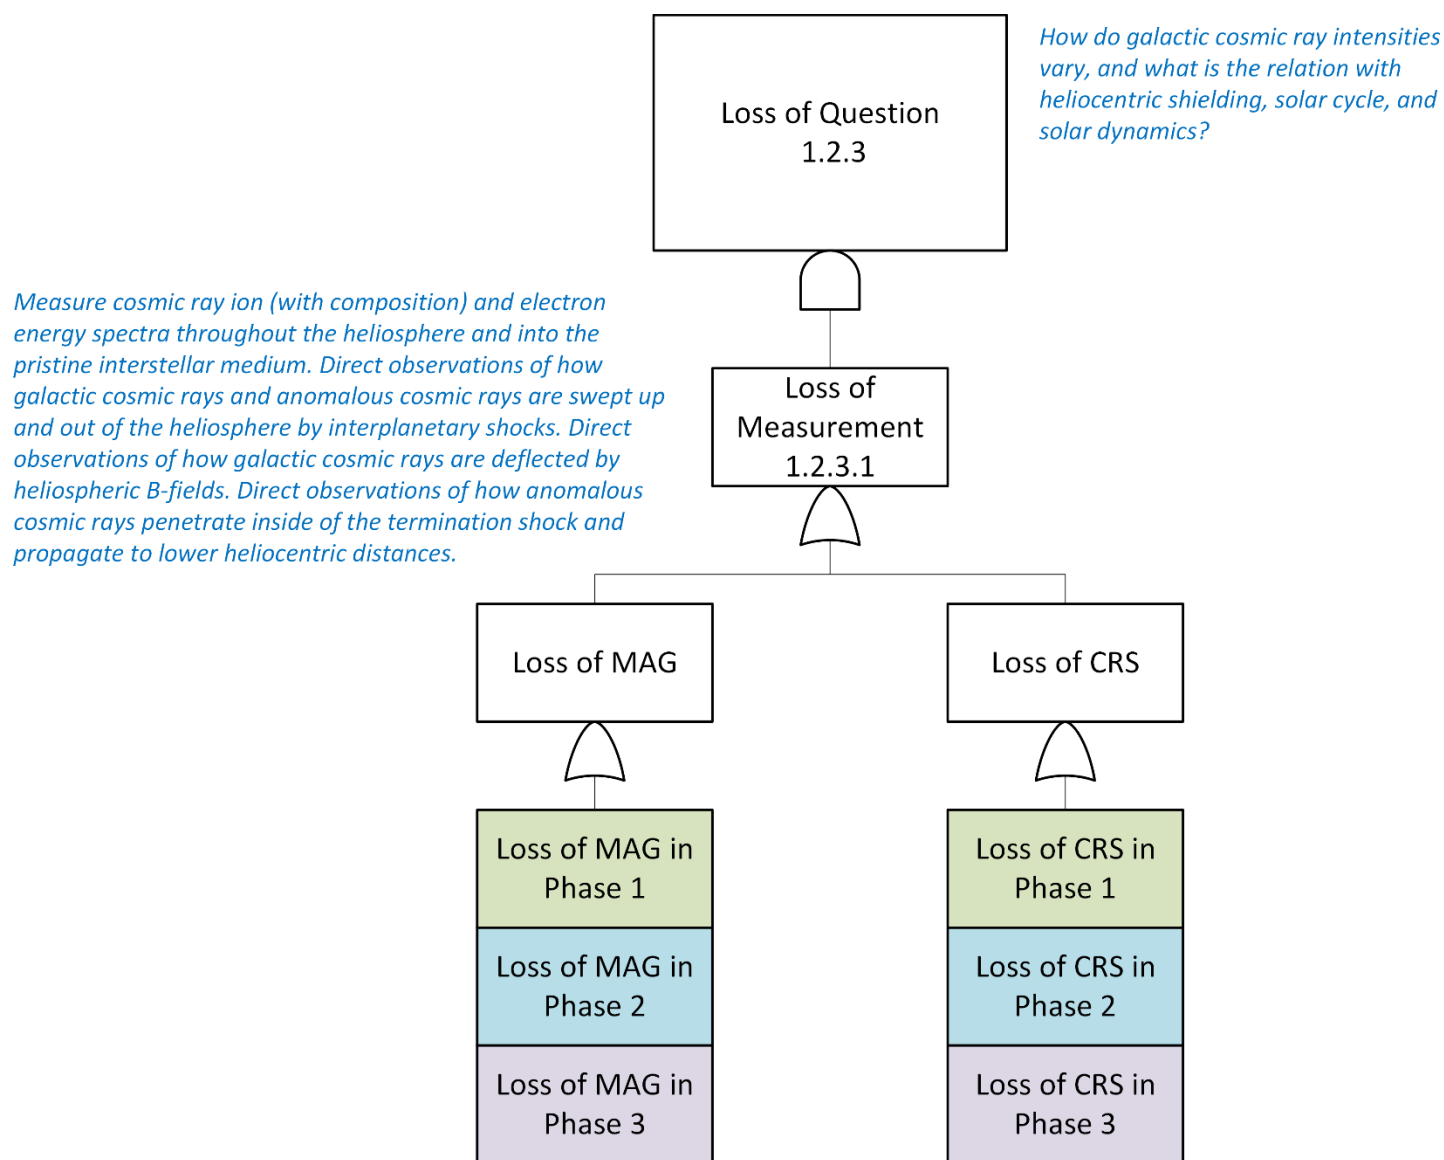 Loss of Question
1.2.3
How do galactic cosmic ray intensities
vary, and what is the relation with
heliocentric shielding, solar cycle, and
solar dynamics?
Measure cosmic ray ion (with composition) and electron
energy spectra throughout the heliosphere and into the
pristine interstellar medium. Direct observations of how
galactic cosmic rays and anomalous cosmic rays are swept up
and out of the heliosphere by interplanetary shocks. Direct
observations of how galactic cosmic rays are deflected by
heliospheric B-fields. Direct observations of how anomalous
cosmic rays penetrate inside of the termination shock and
propagate to lower heliocentric distances.
Loss of
Measurement
1.2.3.1
Loss of MAG
Loss of CRS
Loss of MAG in
Phase 1
Loss of MAG in
Phase 2
Loss of MAG in
Phase 3
Loss of CRS in
Phase 1
Loss of CRS in
Phase 2
Loss of CRS in
Phase 3